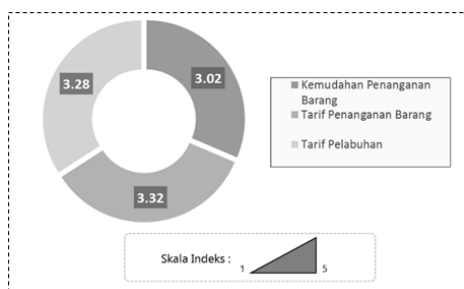 3.28
3.02
3.32
Kemudahan Penanganan
Barang
Tarif Penanganan Barang
Tarif Pelabuhan
Skala Indeks :
1
5